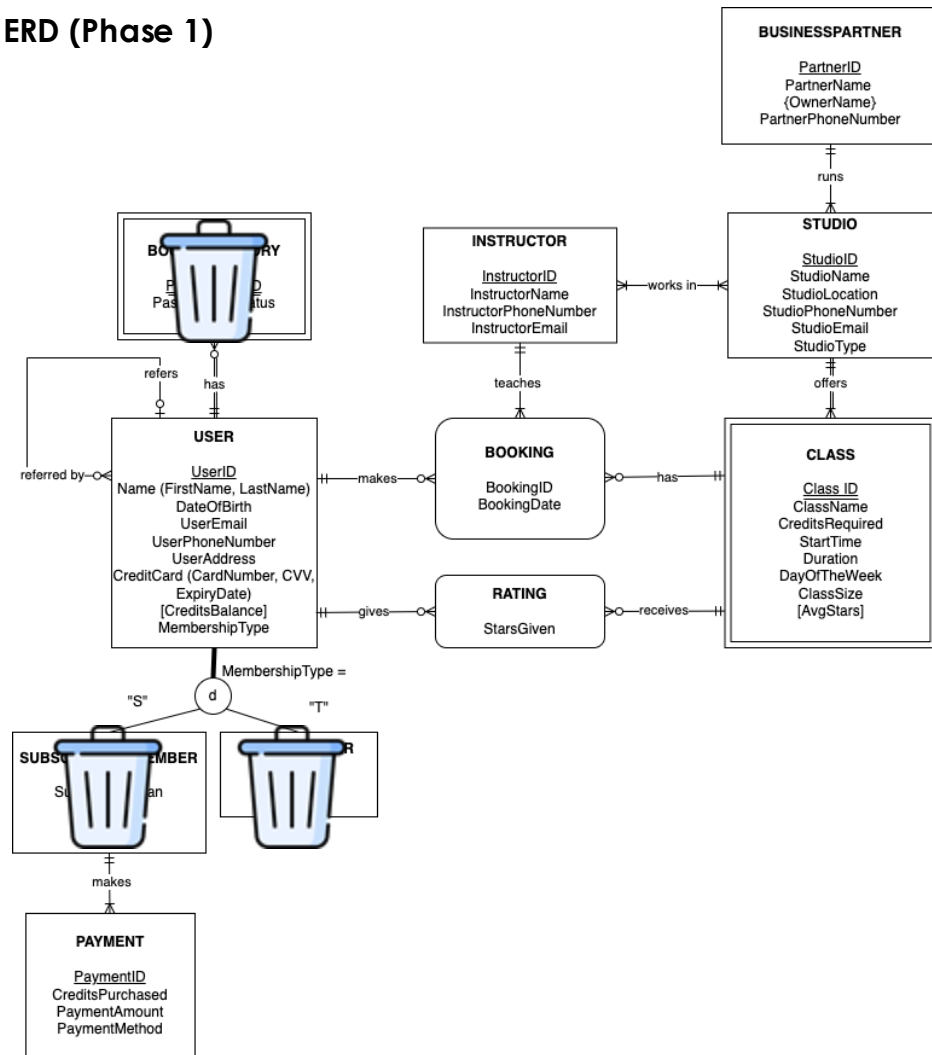 ERD (Phase 1)
BUSINESSPARTNER
PartnerID
PartnerName
{OwnerName}
PartnerPhoneNumber
runs
STUDIO
StudioID
StudioName
StudioLocation
StudioPhoneNumber
StudioEmail
StudioType
INSTRUCTOR
InstructorID
InstructorName
InstructorPhoneNumber
InstructorEmail
works in
refers
has
teaches
offers
USER
UserID
Name (FirstName, LastName)
DateOfBirth
UserEmail
UserPhoneNumber
UserAddress
CreditCard (CardNumber, CVV,
ExpiryDate)
[CreditsBalance]
MembershipType
referred by
makes
BOOKING
BookingID
BookingDate
has
CLASS
Class ID
ClassName
CreditsRequired
StartTime
Duration
DayOfTheWeek
ClassSize
[AvgStars]
gives
RATING
StarsGiven
receives
MembershipType =
d
"S"
"T"
makes
PAYMENT
PaymentID
CreditsPurchased
PaymentAmount
PaymentMethod